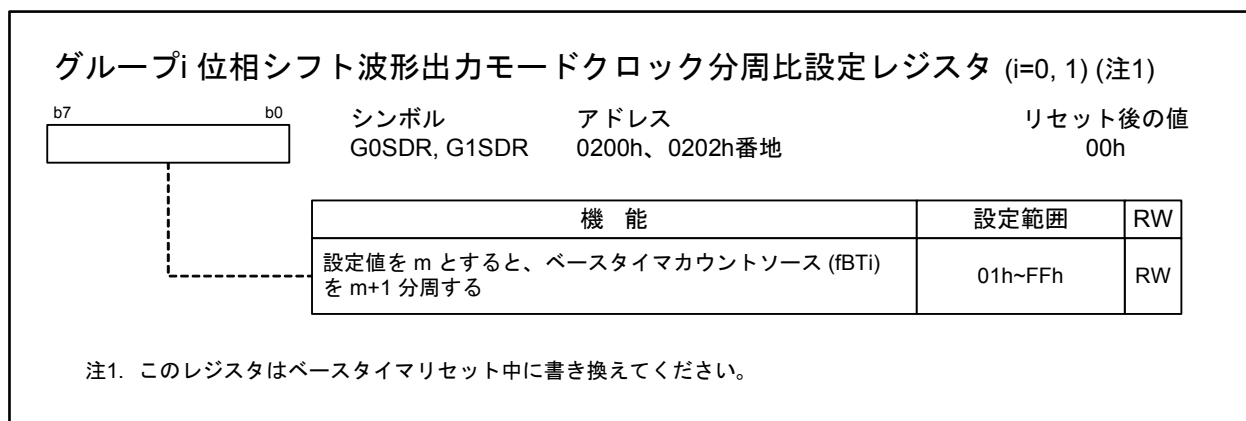 グループi 位相シフト波形出力モードクロック分周比設定レジスタ (i=0, 1) (注1)
b7 b0 シンボル アドレス リセット後の値
G0SDR, G1SDR 0200h、0202h番地 00h
機 能 設定範囲 RW
設定値を m とすると、ベースタイマカウントソース (fBTi)
を m+1 分周する 01h~FFh RW
注1. このレジスタはベースタイマリセット中に書き換えてください。